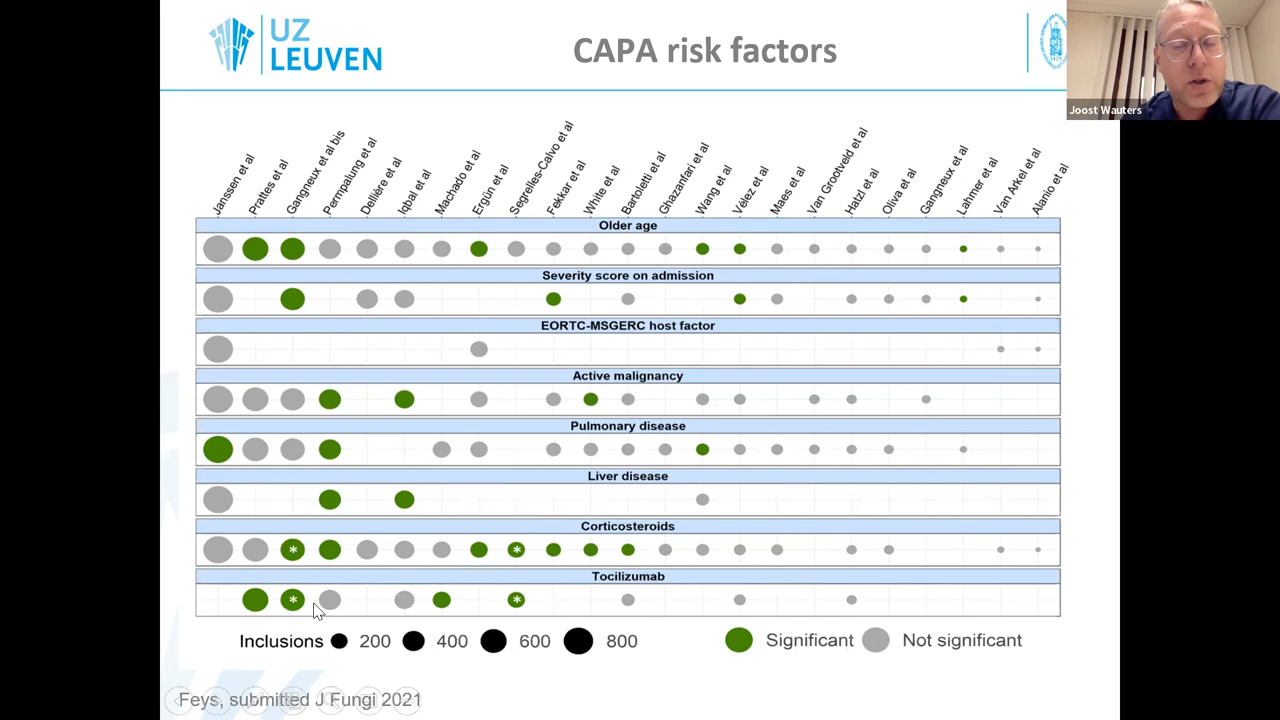 UZ
LEUVEN
CAPA risk factors
Joost Wauters
Janssen et al
Prattes et al
Gangneux et al bis
Permpalung et al
Dellière et al
Iqbal et al
Machado et al
Ergün et al
Segrelles-Calvo et al
Fekkar et al
White et al
Bartoletti et al
Ghazanfari et al
Wang et al
Vélez et al
Maes et al
Van Grootveld et al
Hatzl et al
Oliva et al
Gangneux et al
Lahmer et al
Van Arkel et al
Alanio et al
Older age
Severity score on admission
EORTC-MSGERC host factor
Active malignancy
Pulmonary disease
Liver disease
Corticosteroids
* *
Tocilizumab
* *
Inclusions 200 400 600 800 Significant Not significant
Feys, submitted J Fungi 2021